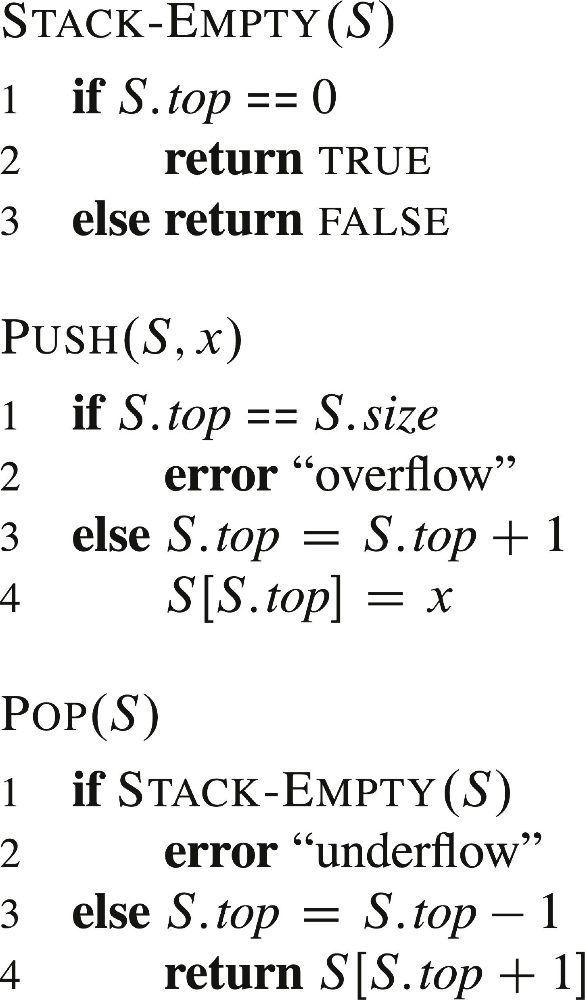 STACK-EMPTY(S)
1 if S.top == 0
2 return TRUE
3 else return FALSE
PUSH(S, x)
1 if S.top == S.size
2 error “overflow”
3 else S.top = S.top + 1
4 S[S.top] = x
POP(S)
1 if STACK-EMPTY(S)
2 error “underflow”
3 else S.top = S.top − 1
4 return S[S.top + 1]